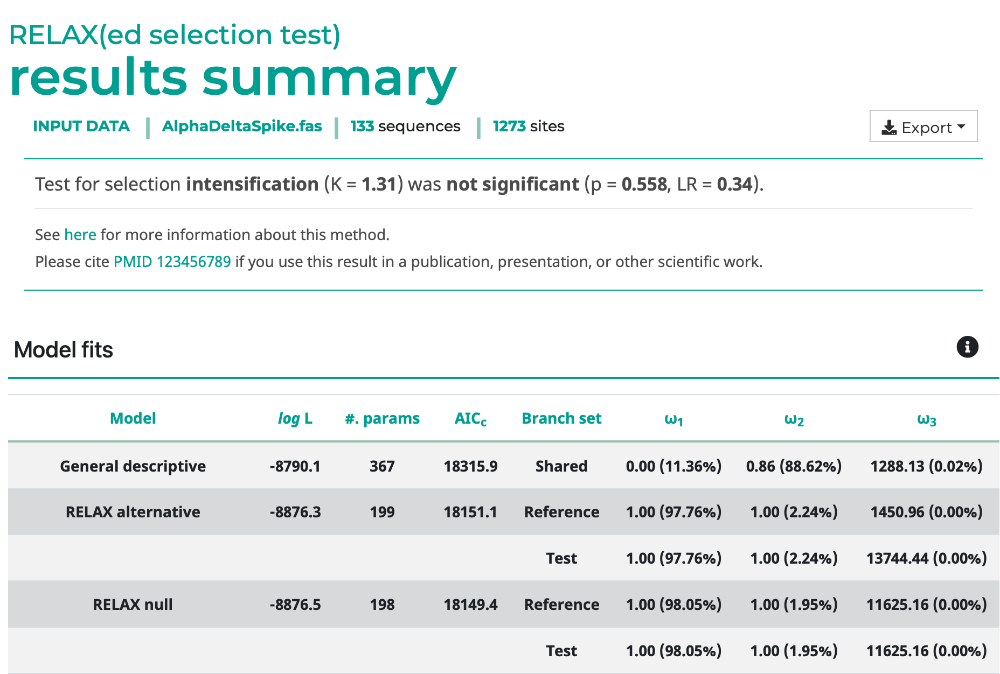 RELAX(ed selection test)
results summary
INPUT DATA | AlphaDeltaSpike.fas | 133 sequences | 1273 sites
Export
Test for selection intensification (K = 1.31) was not significant (p = 0.558, LR = 0.34).
See here for more information about this method.
Please cite PMID 123456789 if you use this result in a publication, presentation, or other scientific work.
Model fits
Model log L #. params AICc Branch set ω1 ω2 ω3
General descriptive -8790.1 367 18315.9 Shared 0.00 (11.36%) 0.86 (88.62%) 1288.13 (0.02%)
RELAX alternative -8876.3 199 18151.1 Reference 1.00 (97.76%) 1.00 (2.24%) 1450.96 (0.00%)
Test 1.00 (97.76%) 1.00 (2.24%) 13744.44 (0.00%)
RELAX null -8876.5 198 18149.4 Reference 1.00 (98.05%) 1.00 (1.95%) 11625.16 (0.00%)
Test 1.00 (98.05%) 1.00 (1.95%) 11625.16 (0.00%)